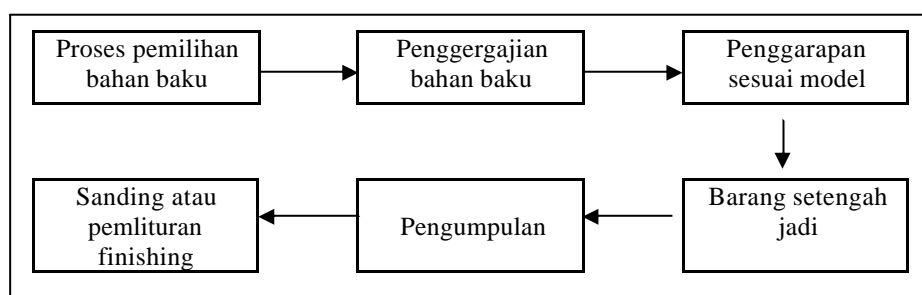 Proses pemilihan
bahan baku
Penggergajian
bahan baku
Penggarapan
sesuai model
Barang setengah
jadi
Pengumpulan
Sanding atau
pemlituran
finishing